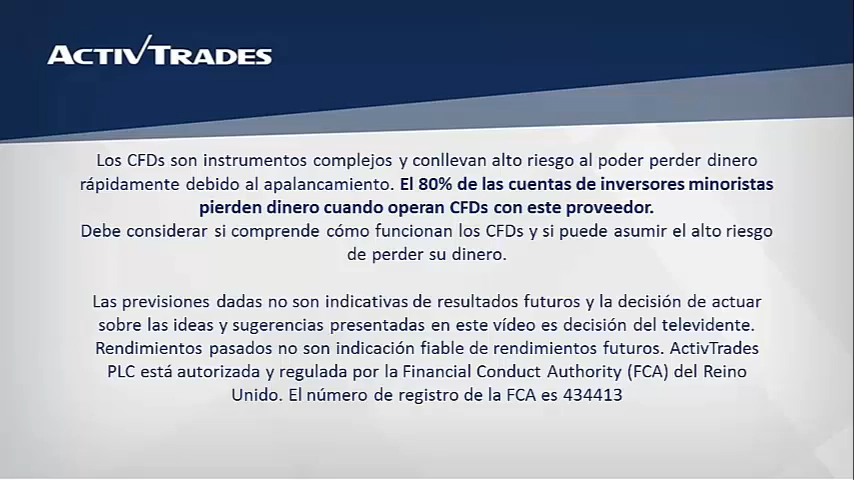 ACTIVTRADES
Los CFDs son instrumentos complejos y conllevan alto riesgo al poder perder dinero
rápidamente debido al apalancamiento. El 80% de las cuentas de inversores minoristas
pierden dinero cuando operan CFDs con este proveedor.
Debe considerar si comprende cómo funcionan los CFDs y si puede asumir el alto riesgo
de perder su dinero.
Las previsiones dadas no son indicativas de resultados futuros y la decisión de actuar
sobre las ideas y sugerencias presentadas en este vídeo es decisión del televidente.
Rendimientos pasados no son indicación fiable de rendimientos futuros. ActivTrades
PLC está autorizada y regulada por la Financial Conduct Authority (FCA) del Reino
Unido. El número de registro de la FCA es 434413